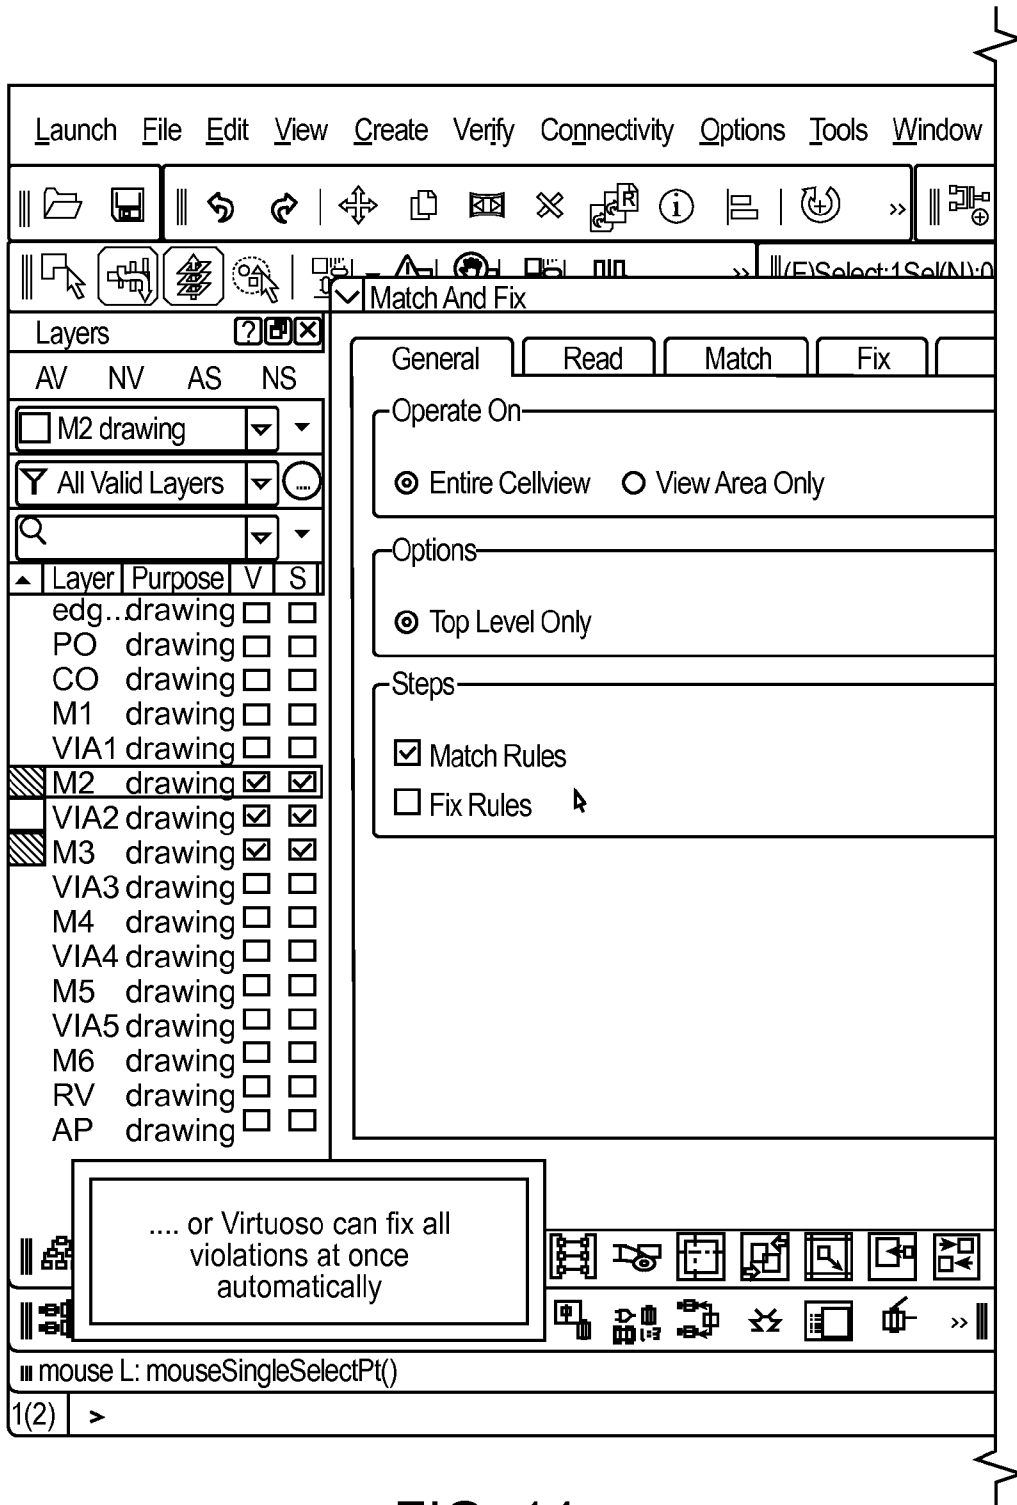 Launch File Edit View Create Verify Connectivity Options Tools Window
R i
»
» (F)Select:1Sel(N):0
Match And Fix
Layers ?
AV NV AS NS
M2 drawing
All Valid Layers ....
Layer Purpose V S
edg... drawing
PO drawing
CO drawing
M1 drawing
VIA1 drawing
M2 drawing
VIA2 drawing
M3 drawing
VIA3 drawing
M4 drawing
VIA4 drawing
M5 drawing
VIA5 drawing
M6 drawing
RV drawing
AP drawing
General Read Match Fix
Operate On
Entire Cellview View Area Only
Options
Top Level Only
Steps
Match Rules
Fix Rules
.... or Virtuoso can fix all
violations at once
automatically
»
mouse L: mouseSingleSelectPt()
1(2) >